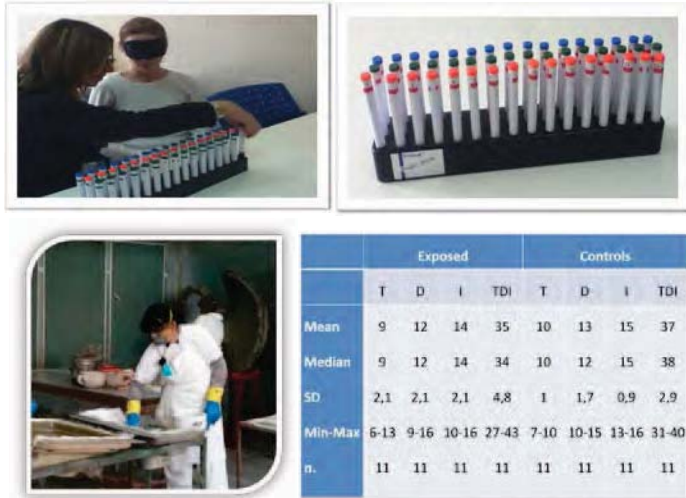 Exposed Controls
T D I TDI T D I TDI
Mean 9 12 14 35 10 13 15 37
Median 9 12 14 34 10 12 15 38
SD 2,1 2,1 2,1 4,8 1 1,7 0,9 2,9
Min-Max 6-13 9-16 10-16 27-43 7-10 10-15 13-16 31-40
n. 11 11 11 11 11 11 11 11